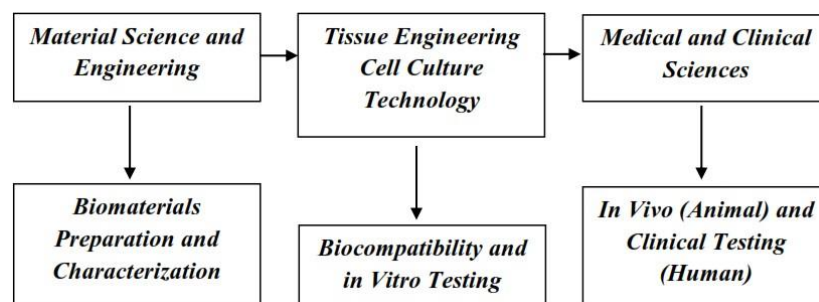 Material Science and
Engineering
Tissue Engineering
Cell Culture
Technology
Medical and Clinical
Sciences
Biomaterials
Preparation and
Characterization
Biocompatibility and
in Vitro Testing
In Vivo (Animal) and
Clinical Testing
(Human)